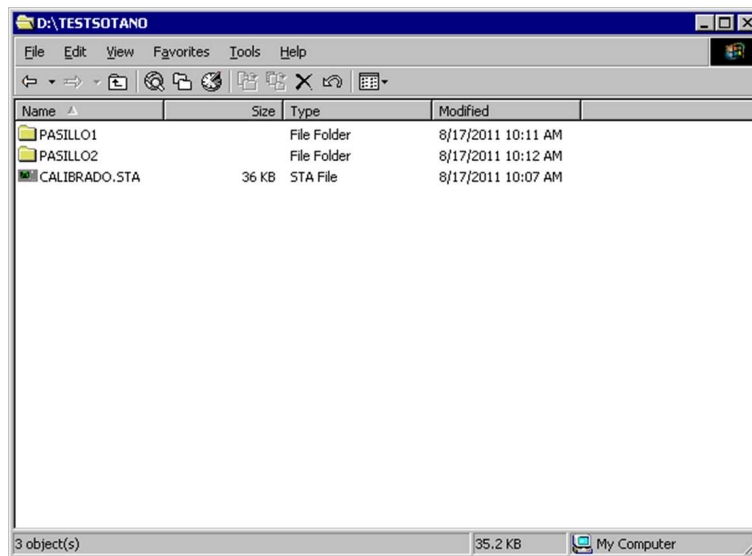 D:\TESTSOTANO
File Edit View Favorites Tools Help
Name Size Type Modified
PASILLO1 File Folder 8/17/2011 10:11 AM
PASILLO2 File Folder 8/17/2011 10:12 AM
CALIBRADO.STA 36 KB STA File 8/17/2011 10:07 AM
3 object(s) 35.2 KB My Computer